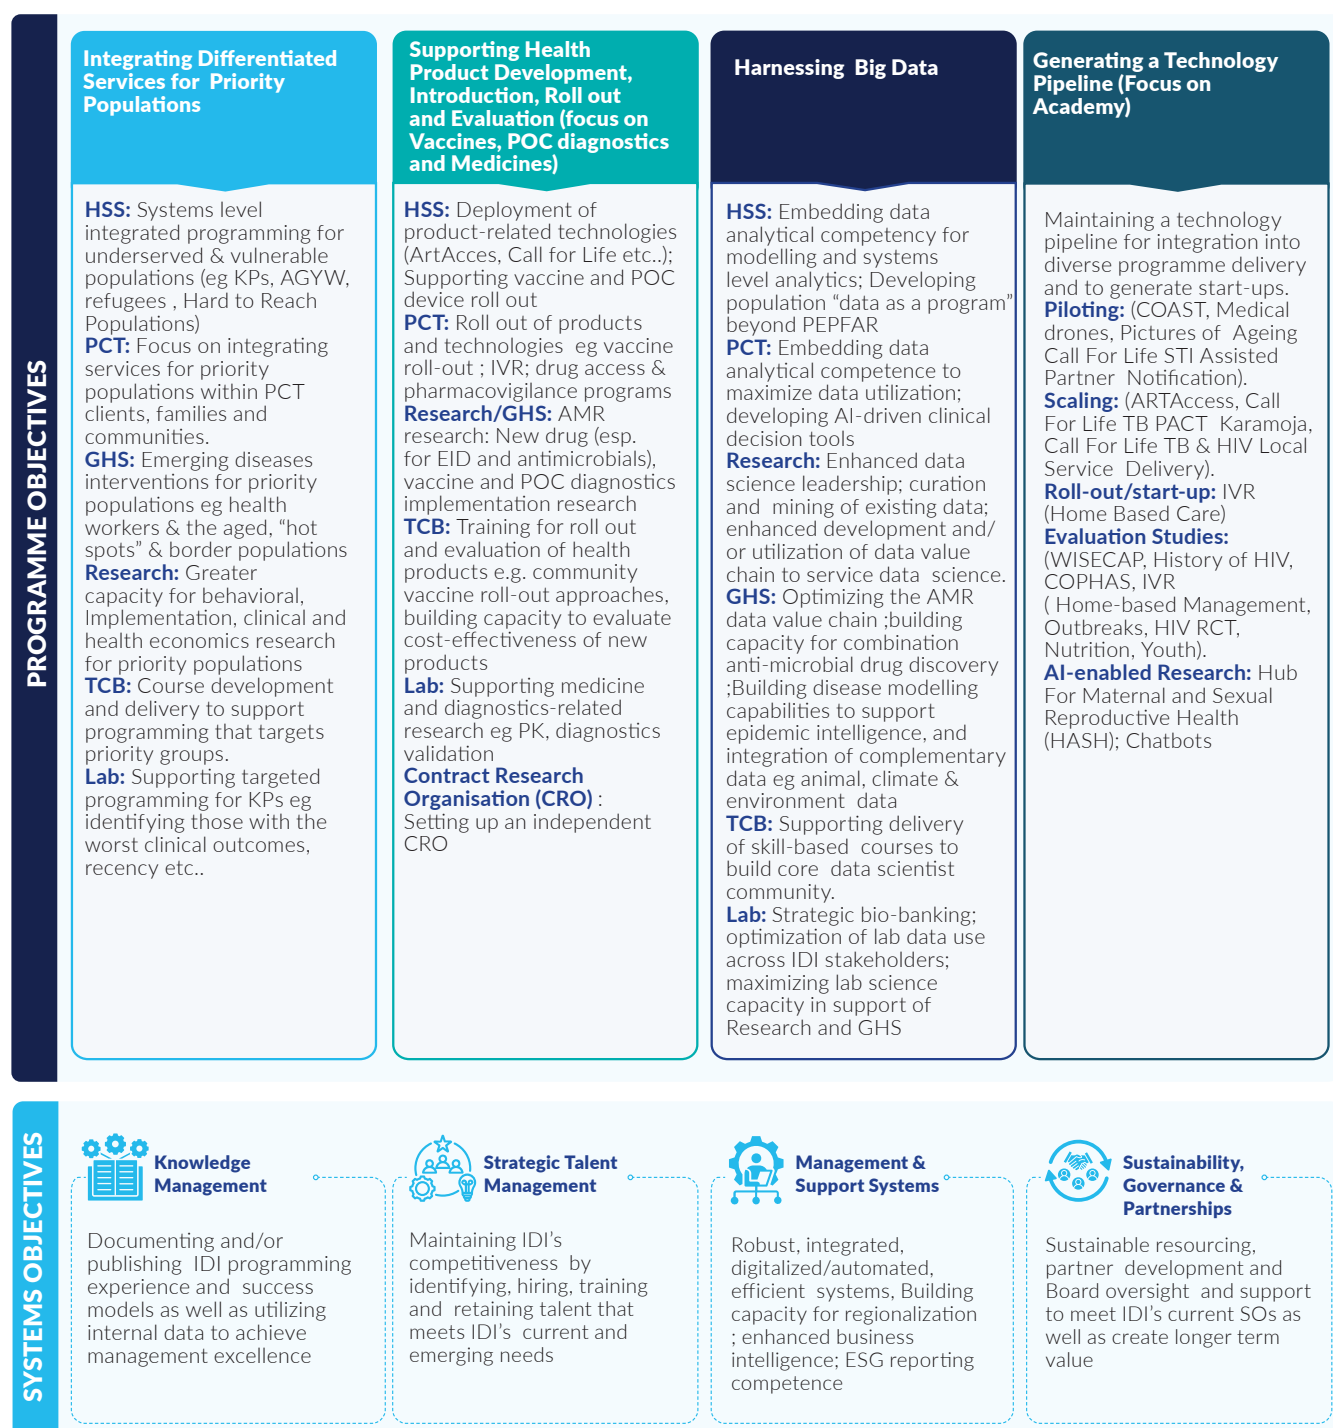 PROGRAMME OBJECTIVES
Integrating Differentiated
Services for Priority
Populations
HSS: Systems level
integrated programming for
underserved & vulnerable
populations (eg KPs, AGYW,
refugees , Hard to Reach
Populations)
PCT: Focus on integrating
services for priority
populations within PCT
clients, families and
communities.
GHS: Emerging diseases
interventions for priority
populations eg health
workers & the aged, “hot
spots” & border populations
Research: Greater
capacity for behavioral,
Implementation, clinical and
health economics research
for priority populations
TCB: Course development
and delivery to support
programming that targets
priority groups.
Lab: Supporting targeted
programming for KPs eg
identifying those with the
worst clinical outcomes,
recency etc..
Supporting Health
Product Development,
Introduction, Roll out
and Evaluation (focus on
Vaccines, POC diagnostics
and Medicines)
HSS: Deployment of
product-related technologies
(ArtAcces, Call for Life etc..);
Supporting vaccine and POC
device roll out
PCT: Roll out of products
and technologies eg vaccine
roll-out ; IVR; drug access &
pharmacovigilance programs
Research/GHS: AMR
research: New drug (esp.
for EID and antimicrobials),
vaccine and POC diagnostics
implementation research
TCB: Training for roll out
and evaluation of health
products e.g. community
vaccine roll-out approaches,
building capacity to evaluate
cost-effectiveness of new
products
Lab: Supporting medicine
and diagnostics-related
research eg PK, diagnostics
validation
Contract Research
Organisation (CRO) :
Setting up an independent
CRO
Harnessing Big Data
HSS: Embedding data
analytical competency for
modelling and systems
level analytics; Developing
population “data as a program”
beyond PEPFAR
PCT: Embedding data
analytical competence to
maximize data utilization;
developing AI-driven clinical
decision tools
Research: Enhanced data
science leadership; curation
and mining of existing data;
enhanced development and/
or utilization of data value
chain to service data science.
GHS: Optimizing the AMR
data value chain ;building
capacity for combination
anti-microbial drug discovery
;Building disease modelling
capabilities to support
epidemic intelligence, and
integration of complementary
data eg animal, climate &
environment data
TCB: Supporting delivery
of skill-based courses to
build core data scientist
community.
Lab: Strategic bio-banking;
optimization of lab data use
across IDI stakeholders;
maximizing lab science
capacity in support of
Research and GHS
Generating a Technology
Pipeline (Focus on
Academy)
Maintaining a technology
pipeline for integration into
diverse programme delivery
and to generate start-ups.
Piloting: (COAST, Medical
drones, Pictures of Ageing
Call For Life STI Assisted
Partner Notification).
Scaling: (ARTAccess, Call
For Life TB PACT Karamoja,
Call For Life TB & HIV Local
Service Delivery).
Roll-out/start-up: IVR
(Home Based Care)
Evaluation Studies:
(WISECAP, History of HIV,
COPHAS, IVR
( Home-based Management,
Outbreaks, HIV RCT,
Nutrition, Youth).
AI-enabled Research: Hub
For Maternal and Sexual
Reproductive Health
(HASH); Chatbots
SYSTEMS OBJECTIVES
Knowledge
Management
Documenting and/or
publishing IDI programming
experience and success
models as well as utilizing
internal data to achieve
management excellence
Strategic Talent
Management
Maintaining IDI’s
competitiveness by
identifying, hiring, training
and retaining talent that
meets IDI’s current and
emerging needs
Management &
Support Systems
Robust, integrated,
digitalized/automated,
efficient systems, Building
capacity for regionalization
; enhanced business
intelligence; ESG reporting
competence
Sustainability,
Governance &
Partnerships
Sustainable resourcing,
partner development and
Board oversight and support
to meet IDI’s current SOs as
well as create longer term
value